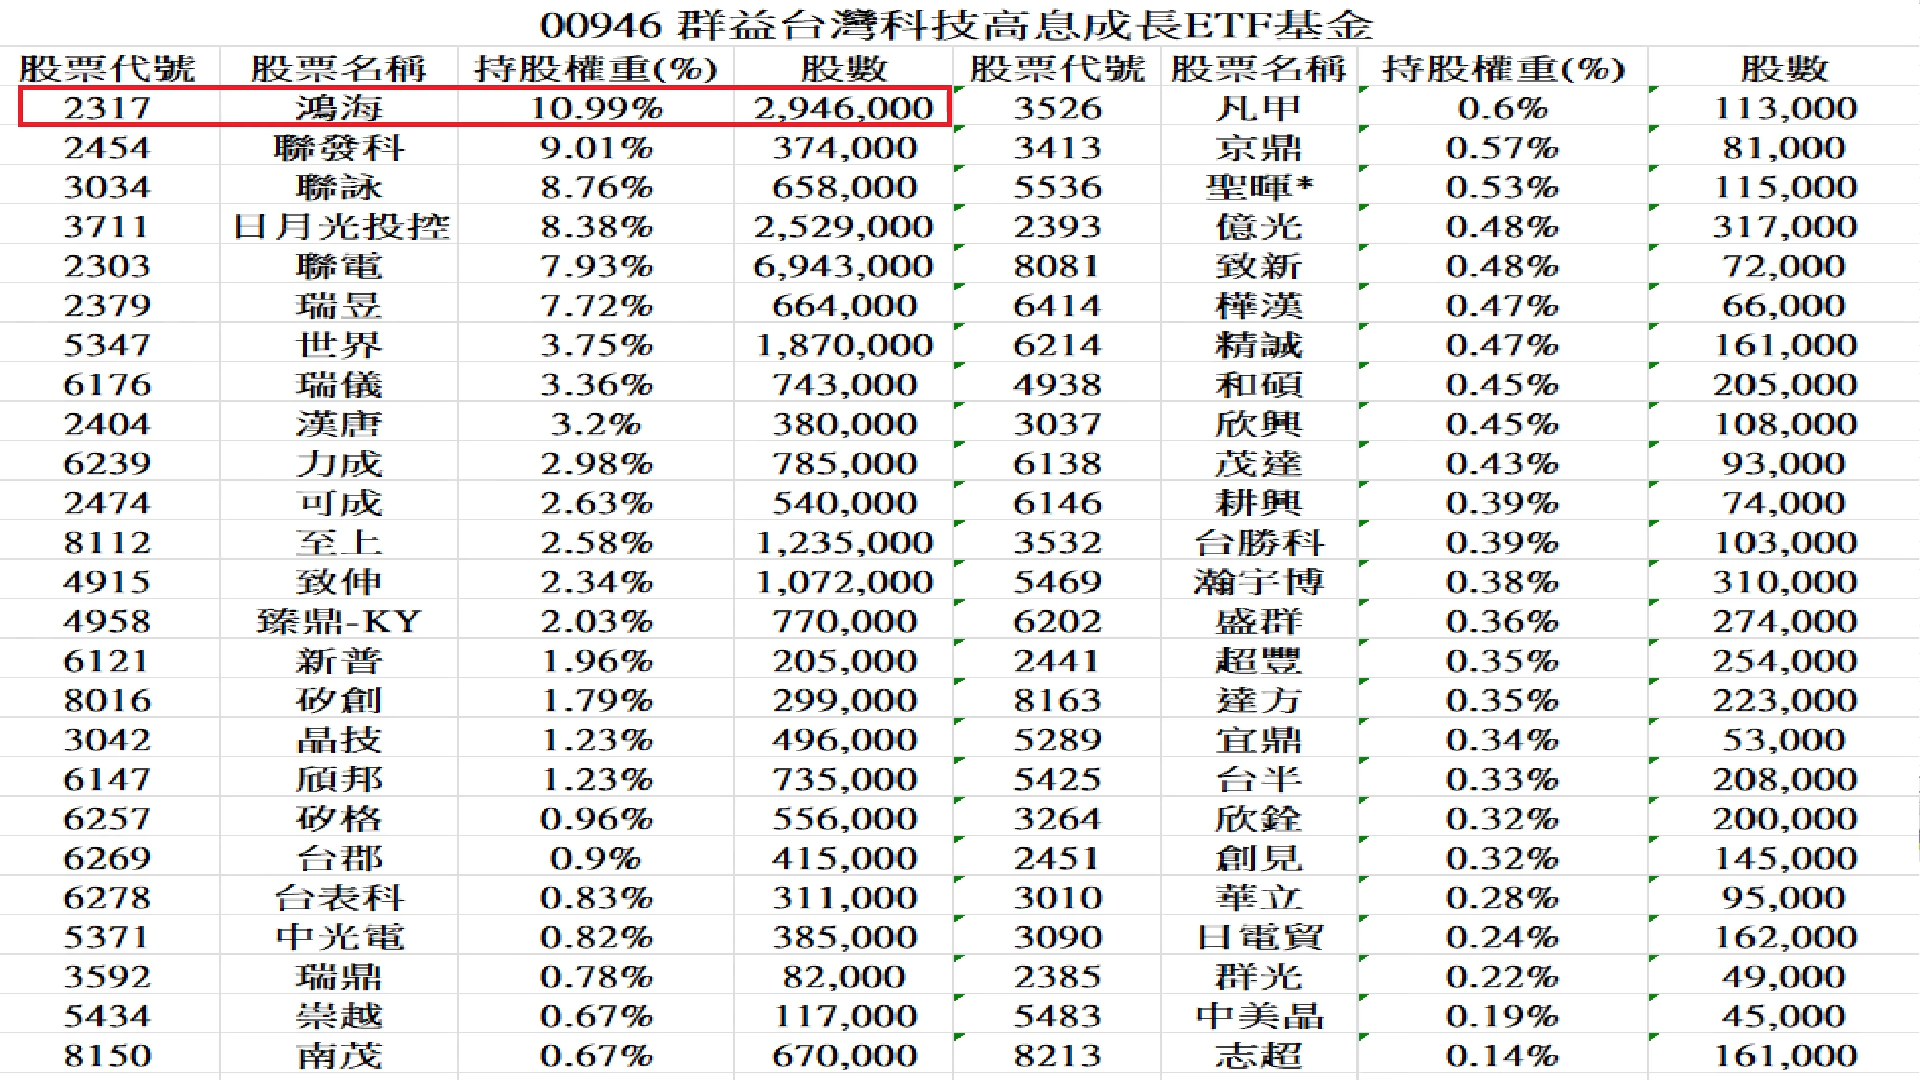 00946 群益台灣科技高息成長ETF基金
股票代號 股票名稱 持股權重(%) 股數 股票代號 股票名稱 持股權重(%) 股數
2317 鴻海 10.99% 2,946,000 3526 凡甲 0.6% 113,000
2454 聯發科 9.01% 374,000 3413 京鼎 0.57% 81,000
3034 聯詠 8.76% 658,000 5536 聖暉* 0.53% 115,000
3711 日月光投控 8.38% 2,529,000 2393 億光 0.48% 317,000
2303 聯電 7.93% 6,943,000 8081 致新 0.48% 72,000
2379 瑞昱 7.72% 664,000 6414 樺漢 0.47% 66,000
5347 世界 3.75% 1,870,000 6214 精誠 0.47% 161,000
6176 瑞儀 3.36% 743,000 4938 和碩 0.45% 205,000
2404 漢唐 3.2% 380,000 3037 欣興 0.45% 108,000
6239 力成 2.98% 785,000 6138 茂達 0.43% 93,000
2474 可成 2.63% 540,000 6146 耕興 0.39% 74,000
8112 至上 2.58% 1,235,000 3532 台勝科 0.39% 103,000
4915 致伸 2.34% 1,072,000 5469 瀚宇博 0.38% 310,000
4958 臻鼎-KY 2.03% 770,000 6202 盛群 0.36% 274,000
6121 新普 1.96% 205,000 2441 超豐 0.35% 254,000
8016 矽創 1.79% 299,000 8163 達方 0.35% 223,000
3042 晶技 1.23% 496,000 5289 宜鼎 0.34% 53,000
6147 頎邦 1.23% 735,000 5425 台半 0.33% 208,000
6257 矽格 0.96% 556,000 3264 欣銓 0.32% 200,000
6269 台郡 0.9% 415,000 2451 創見 0.32% 145,000
6278 台表科 0.83% 311,000 3010 華立 0.28% 95,000
5371 中光電 0.82% 385,000 3090 日電貿 0.24% 162,000
3592 瑞鼎 0.78% 82,000 2385 群光 0.22% 49,000
5434 崇越 0.67% 117,000 5483 中美晶 0.19% 45,000
8150 南茂 0.67% 670,000 8213 志超 0.14% 161,000